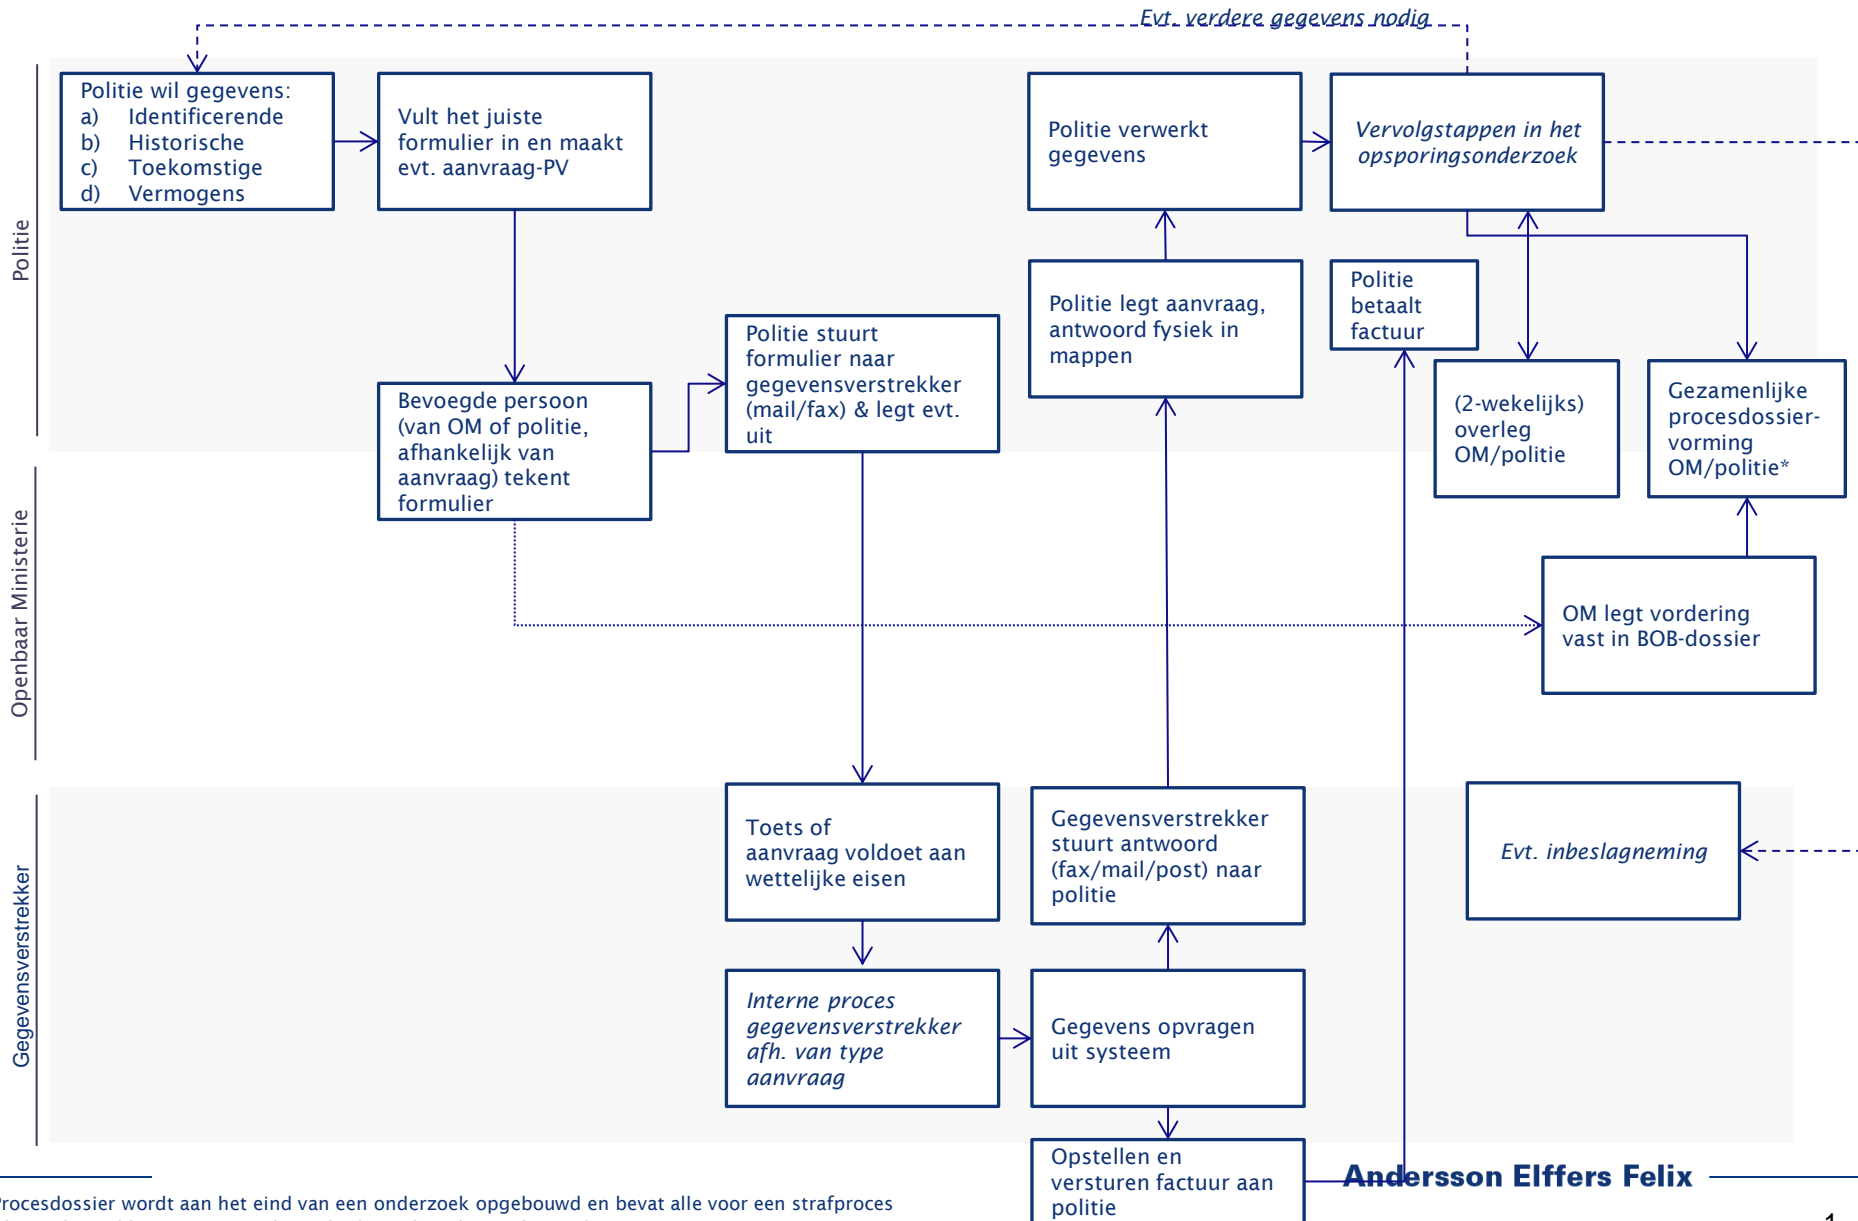 Evt. verdere gegevens nodig
Politie
Politie wil gegevens:
a) Identificerende
b) Historische
c) Toekomstige
d) Vermogens
Vult het juiste
formulier in en maakt
evt. aanvraag-PV
Politie verwerkt
gegevens
Vervolgstappen in het
opsporingsonderzoek
Politie legt aanvraag,
antwoord fysiek in
mappen
Politie
betaalt
factuur
Politie stuurt
formulier naar
gegevensverstrekker
(mail/fax) & legt evt.
uit
Bevoegde persoon
(van OM of politie,
afhankelijk van
aanvraag) tekent
formulier
(2-wekelijks)
overleg
OM/politie
Gezamenlijke
procesdossier-
vorming
OM/politie*
Openbaar Ministerie
OM legt vordering
vast in BOB-dossier
Gegevensverstrekker
Toets of
aanvraag voldoet aan
wettelijke eisen
Gegevensverstrekker
stuurt antwoord
(fax/mail/post) naar
politie
Evt. inbeslagneming
Interne proces
gegevensverstrekker
afh. van type
aanvraag
Gegevens opvragen
uit systeem
Opstellen en
versturen factuur aan
politie
Andersson Elffers Felix
Procesdossier wordt aan het eind van een onderzoek opgebouwd en bevat alle voor een strafproces
1